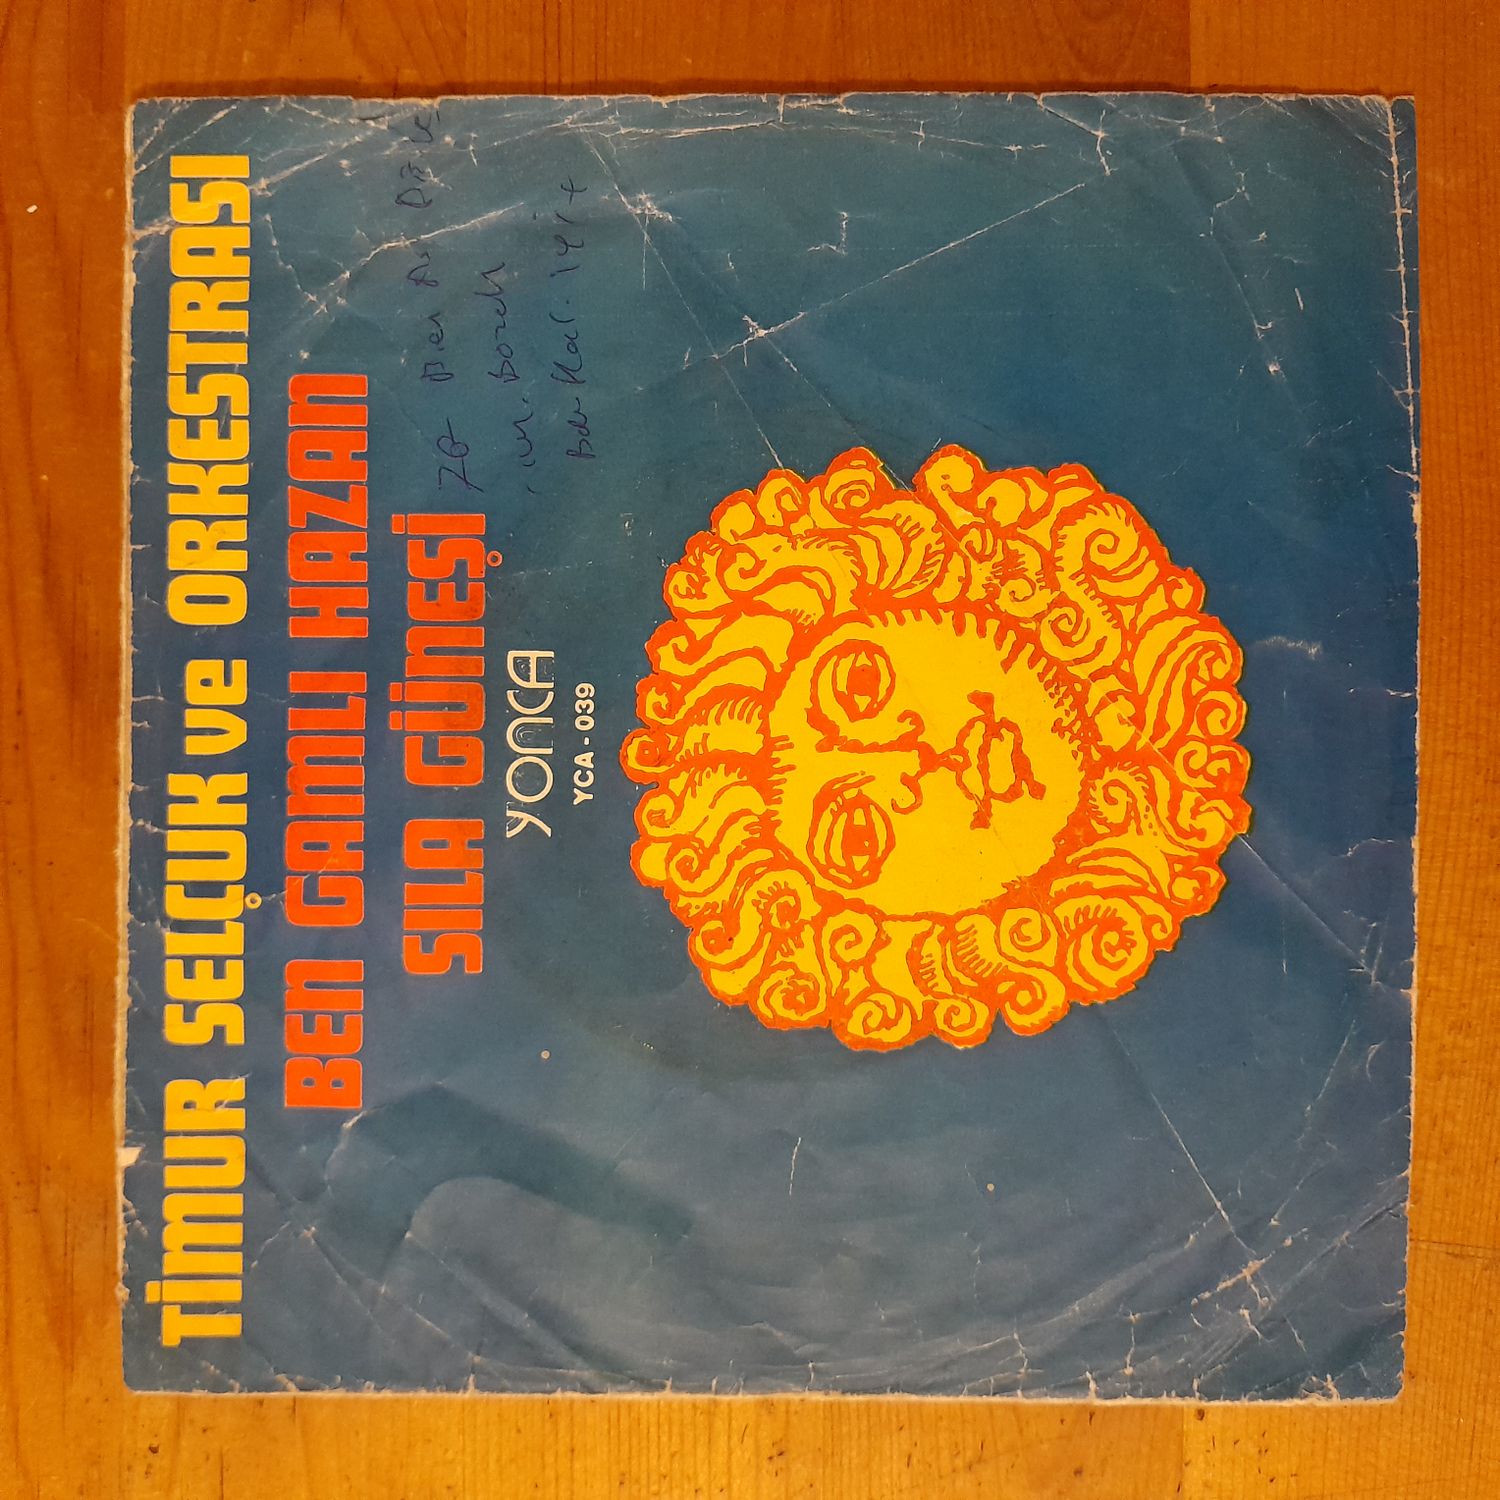 TİMUR SELÇUK ve ORKESTRASI
BEN GAMLI HAZAN
SILA GÜNEŞİ
YONCA
YCA - 039